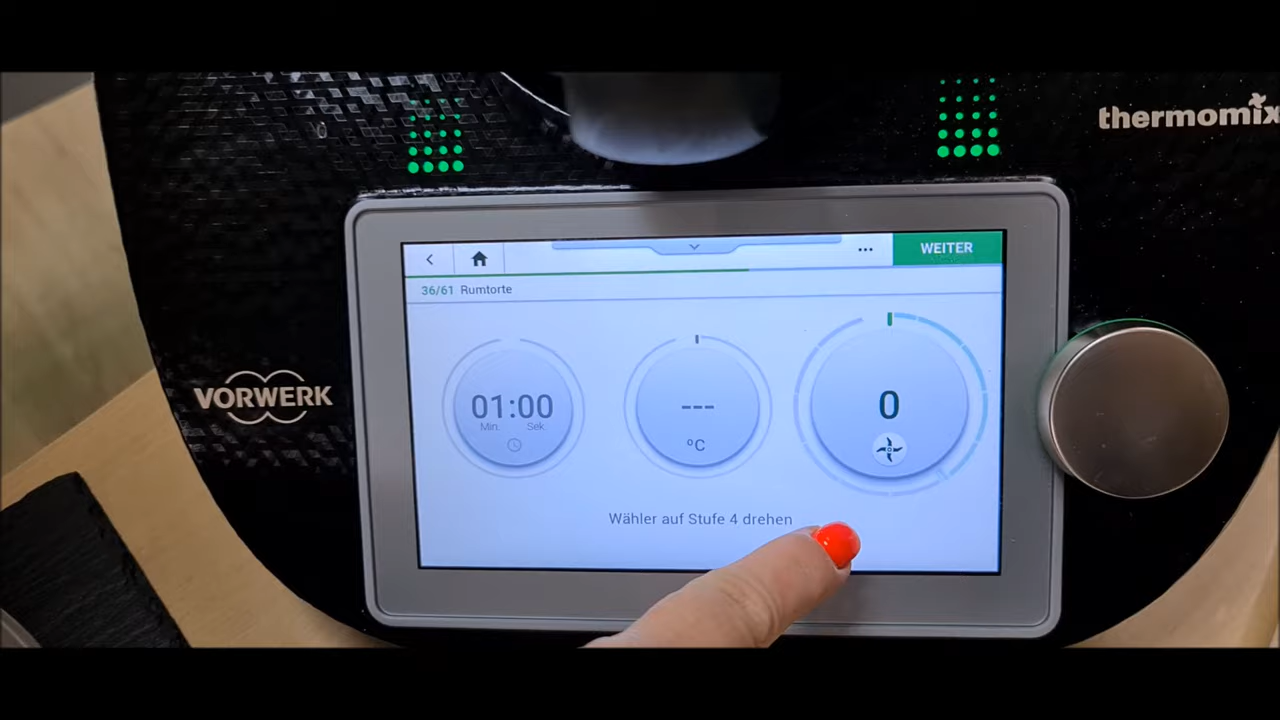 thermomix
WEITER
36/61 Rumtorte
01:00
Min. Sek.
---
°C
0
VORWERK
Wähler auf Stufe 4 drehen